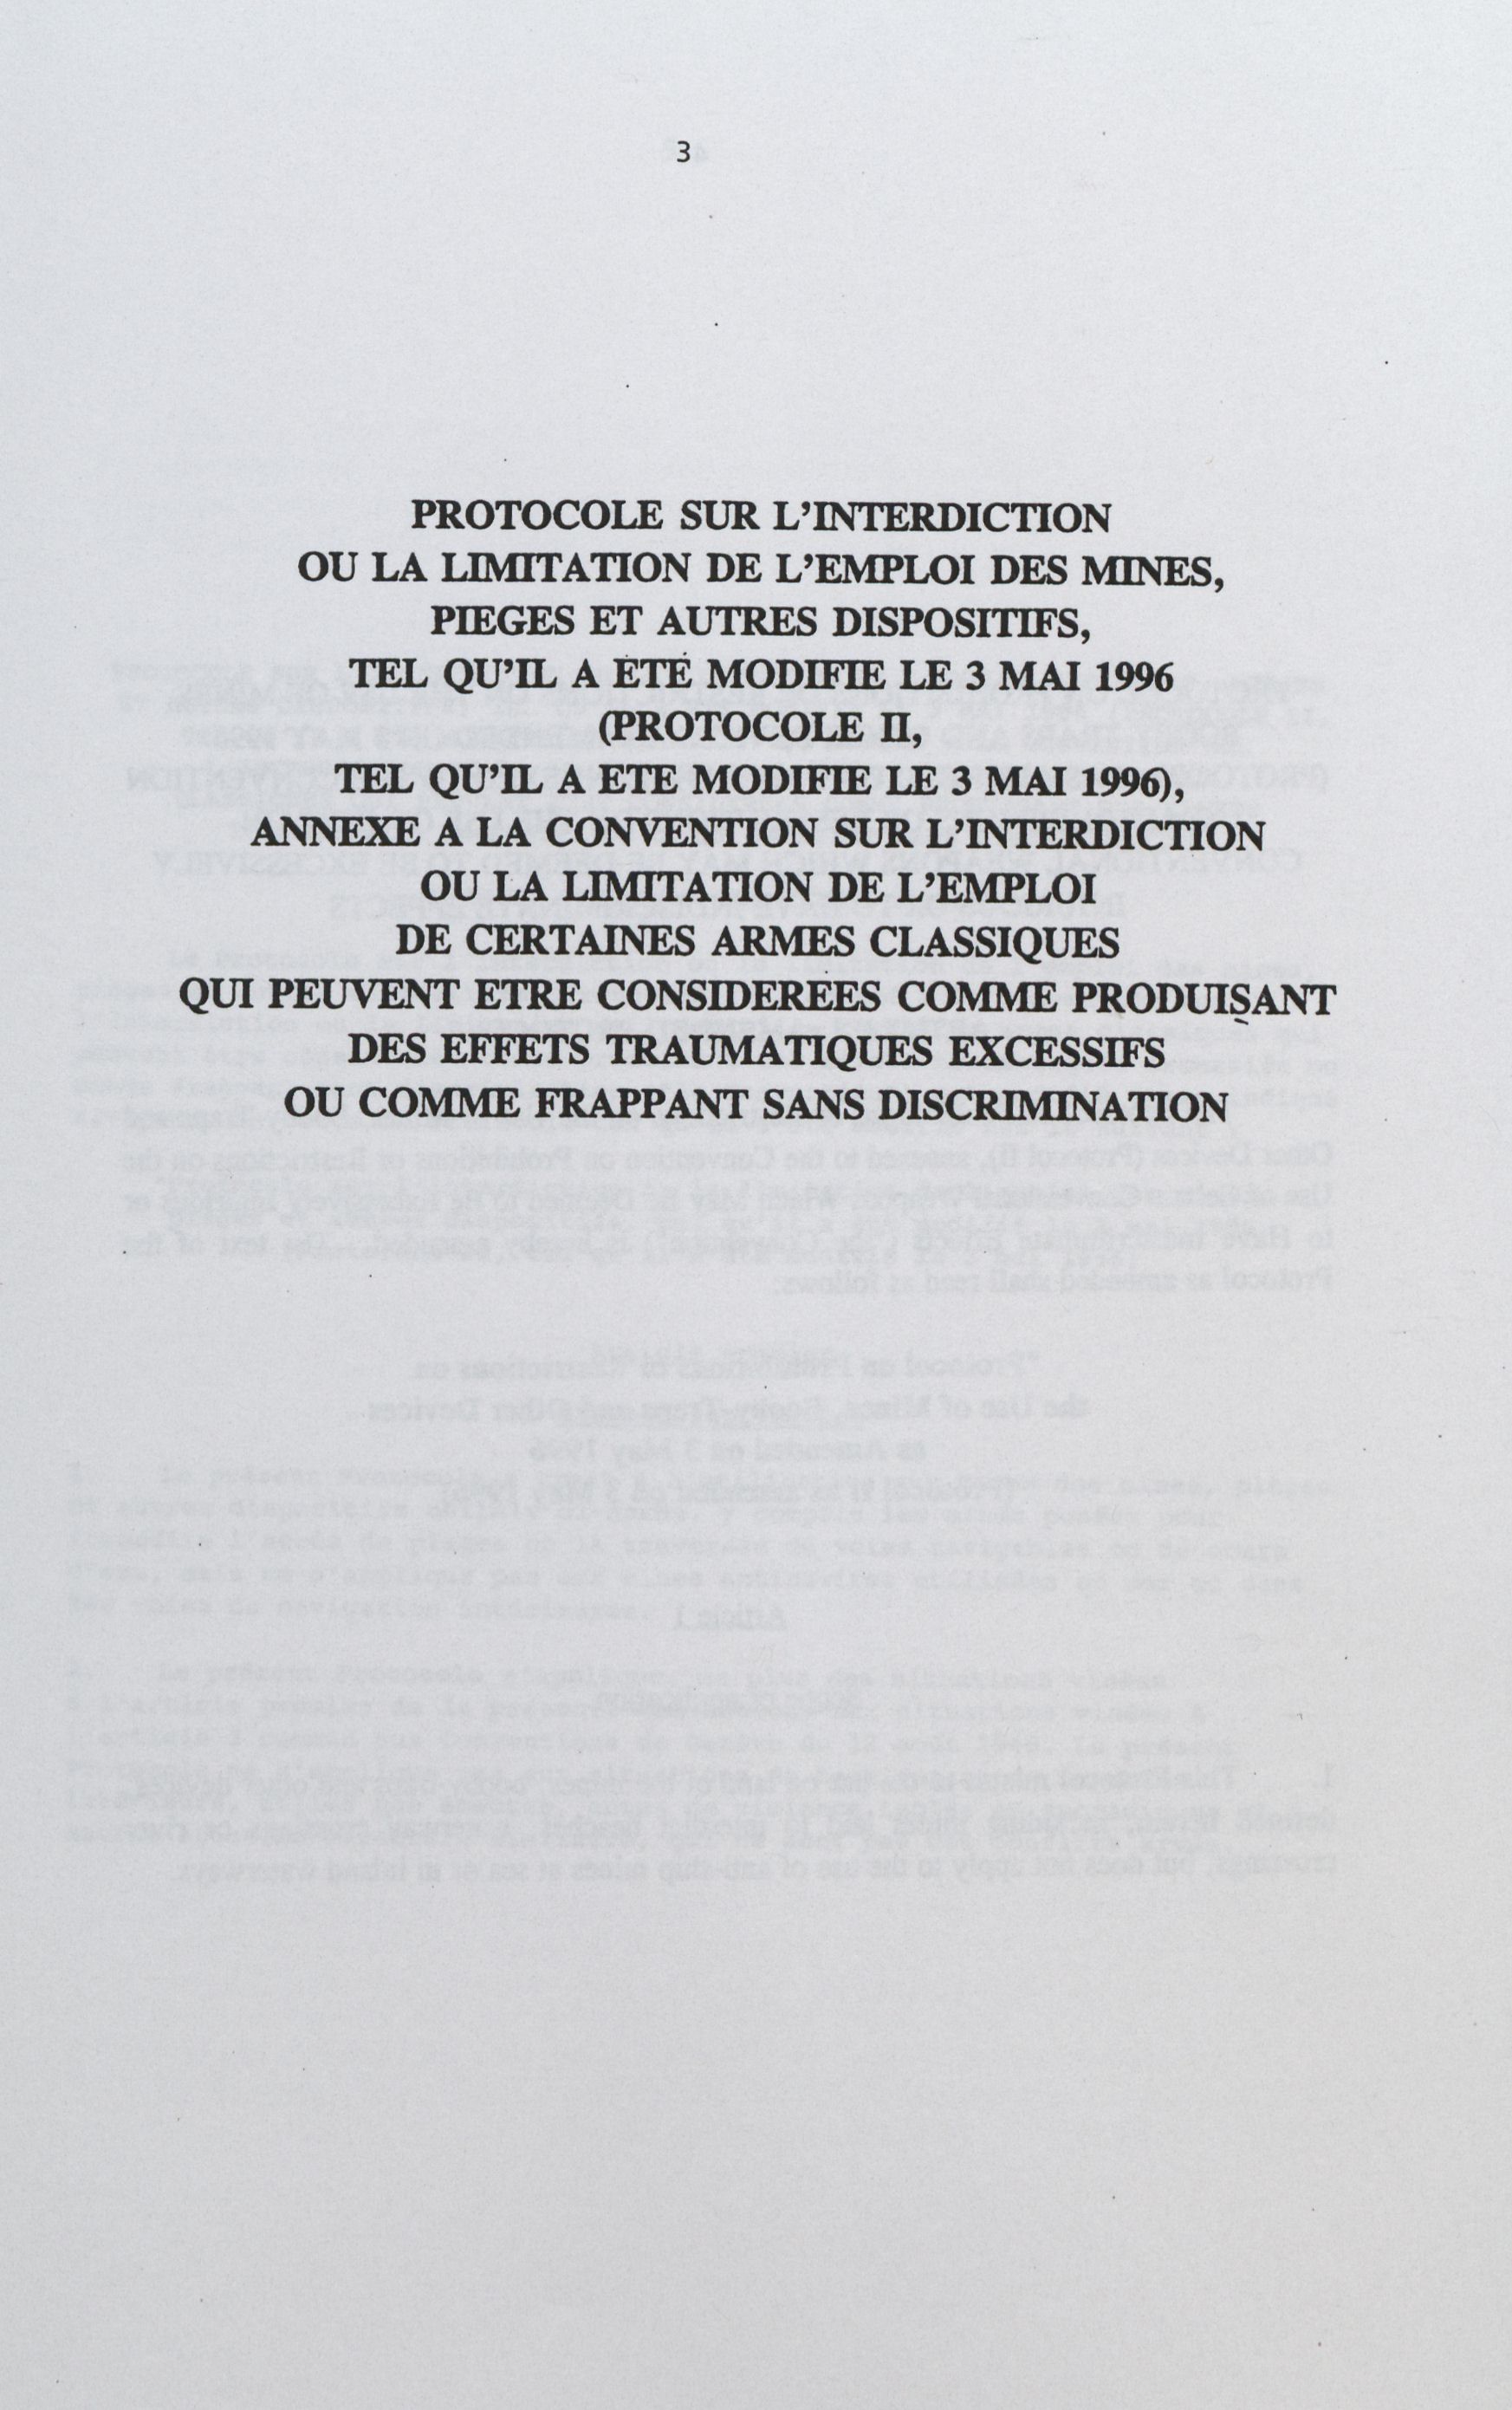 3
PROTOCOLE SUR L'INTERDICTION
OU LA LIMITATION DE L'EMPLOI DES MINES,
PIEGES ET AUTRES DISPOSITIFS,
TEL QU'IL A ETE MODIFIE LE 3 MAI 1996
(PROTOCOLE II,
TEL QU'IL A ETE MODIFIE LE 3 MAI 1996),
ANNEXE A LA CONVENTION SUR L'INTERDICTION
OU LA LIMITATION DE L'EMPLOI
DE CERTAINES ARMES CLASSIQUES
QUI PEUVENT ETRE CONSIDEREES COMME PRODUISANT
DES EFFETS TRAUMATIQUES EXCESSIFS
OU COMME FRAPPANT SANS DISCRIMINATION